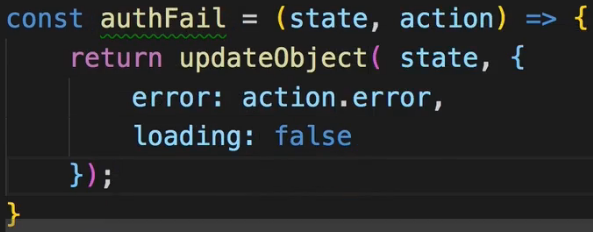 const authFail = (state, action) => {
    return updateObject( state, {
        error: action.error,
        loading: false
    });
}